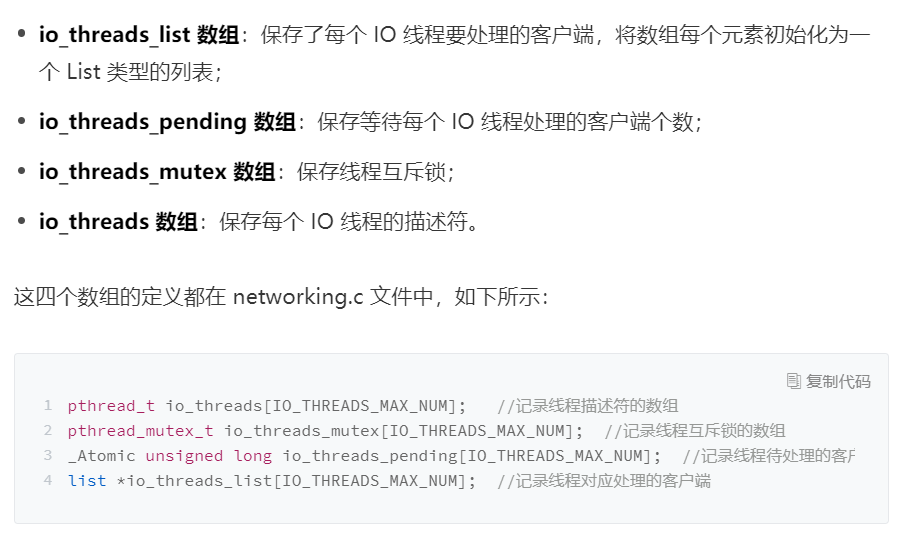 io_threads_list 数组：保存了每个 IO 线程要处理的客户端，将数组每个元素初始化为一
个 List 类型的列表；
io_threads_pending 数组：保存等待每个 IO 线程处理的客户端个数；
io_threads_mutex 数组：保存线程互斥锁；
io_threads 数组：保存每个 IO 线程的描述符。
这四个数组的定义都在 networking.c 文件中，如下所示：
复制代码
1 pthread_t io_threads[IO_THREADS_MAX_NUM];   //记录线程描述符的数组
2 pthread_mutex_t io_threads_mutex[IO_THREADS_MAX_NUM];  //记录线程互斥锁的数组
3 _Atomic unsigned long io_threads_pending[IO_THREADS_MAX_NUM];  //记录线程待处理的客
4 list *io_threads_list[IO_THREADS_MAX_NUM];  //记录线程对应处理的客户端